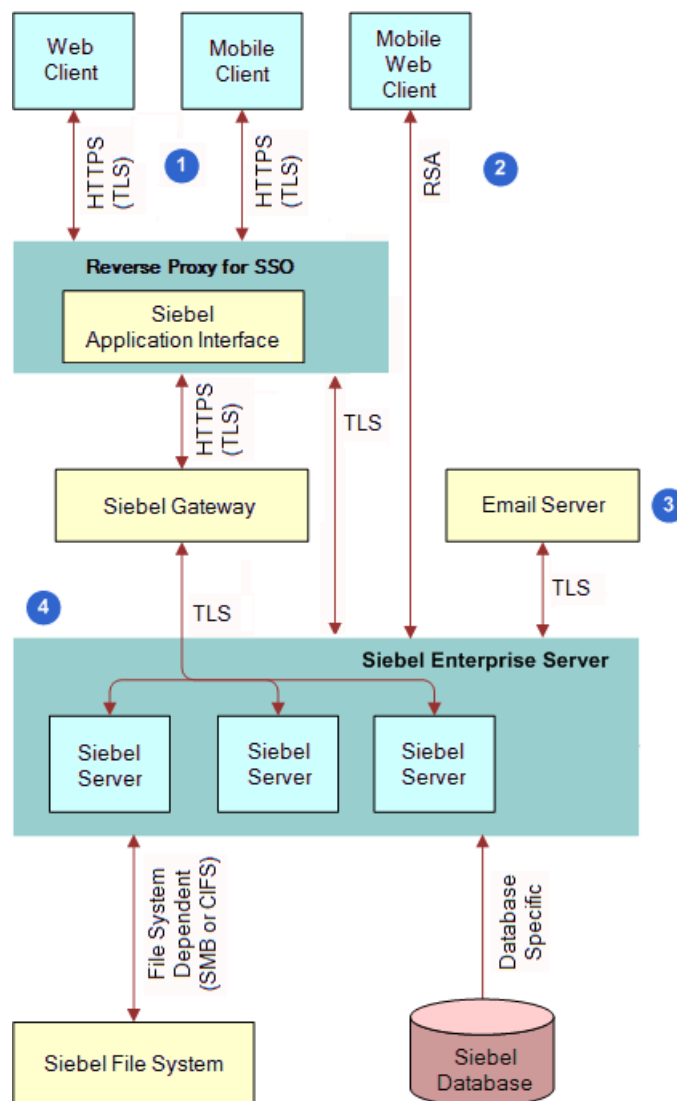 Web
Client
Mobile
Client
Mobile
Web
Client
HTTPS
(TLS)
1
HTTPS
(TLS)
RSA
2
Reverse Proxy for SSO
Siebel
Application Interface
HTTPS
(TLS)
TLS
Siebel Gateway
Email Server
3
4
TLS
TLS
Siebel Enterprise Server
Siebel
Server
Siebel
Server
Siebel
Server
File System
Dependent
(SMB or CIFS)
Database
Specific
Siebel File System
Siebel
Database